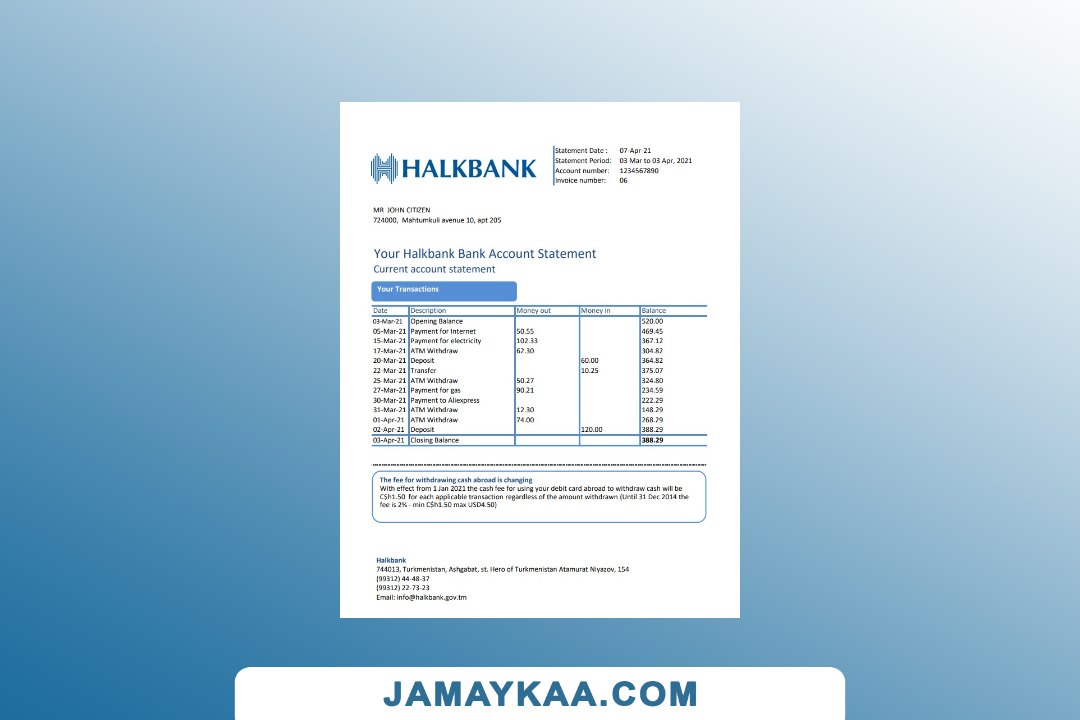 HALKBANK
Statement Date : 07-Apr-21
Statement Period: 03 Mar to 03 Apr, 2021
Account number: 1234567890
Invoice number: 06
MR JOHN CITIZEN
724000, Mahtumkuli avenue 10, apt 205
Your Halkbank Bank Account Statement
Current account statement
Your Transactions
Date Description Money out Money in Balance
03-Mar-21 Opening Balance 520.00
05-Mar-21 Payment for Internet 50.55 469.45
15-Mar-21 Payment for electricity 102.33 367.12
17-Mar-21 ATM Withdraw 62.30 304.82
20-Mar-21 Deposit 60.00 364.82
22-Mar-21 Transfer 10.25 375.07
25-Mar-21 ATM Withdraw 50.27 324.80
27-Mar-21 Payment for gas 90.21 234.59
30-Mar-21 Payment to Aliexpress 222.29
31-Mar-21 ATM Withdraw 12.30 148.29
01-Apr-21 ATM Withdraw 74.00 268.29
02-Apr-21 Deposit 120.00 388.29
03-Apr-21 Closing Balance 388.29
The fee for withdrawing cash abroad is changing
With effect from 1 Jan 2021 the cash fee for using your debit card abroad to withdraw cash will be
C$h1.50 for each applicable transaction regardless of the amount withdrawn (Until 31 Dec 2014 the
fee is 2% - min C$h1.50 max USD4.50)
Halkbank
744013, Turkmenistan, Ashgabat, st. Hero of Turkmenistan Atamurat Niyazov, 154
(99312) 44-48-37
(99312) 22-73-23
Email: info@halkbank.gov.tm
JAMAYKAA.COM